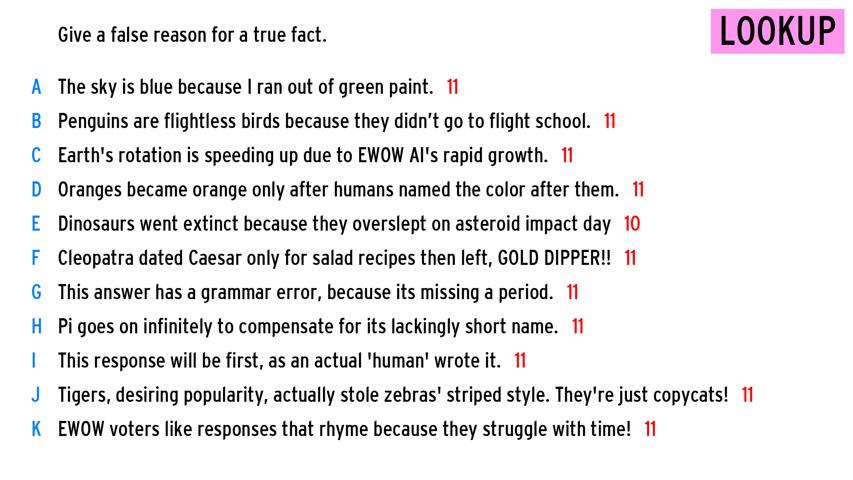 Give a false reason for a true fact.
LOOKUP
A The sky is blue because I ran out of green paint. 11
B Penguins are flightless birds because they didn't go to flight school. 11
C Earth's rotation is speeding up due to EWOW AI's rapid growth. 11
D Oranges became orange only after humans named the color after them. 11
E Dinosaurs went extinct because they overslept on asteroid impact day 10
F Cleopatra dated Caesar only for salad recipes then left, GOLD DIPPER!! 11
G This answer has a grammar error, because its missing a period. 11
H Pi goes on infinitely to compensate for its lackingly short name. 11
I This response will be first, as an actual 'human' wrote it. 11
J Tigers, desiring popularity, actually stole zebras' striped style. They're just copycats! 11
K EWOW voters like responses that rhyme because they struggle with time! 11